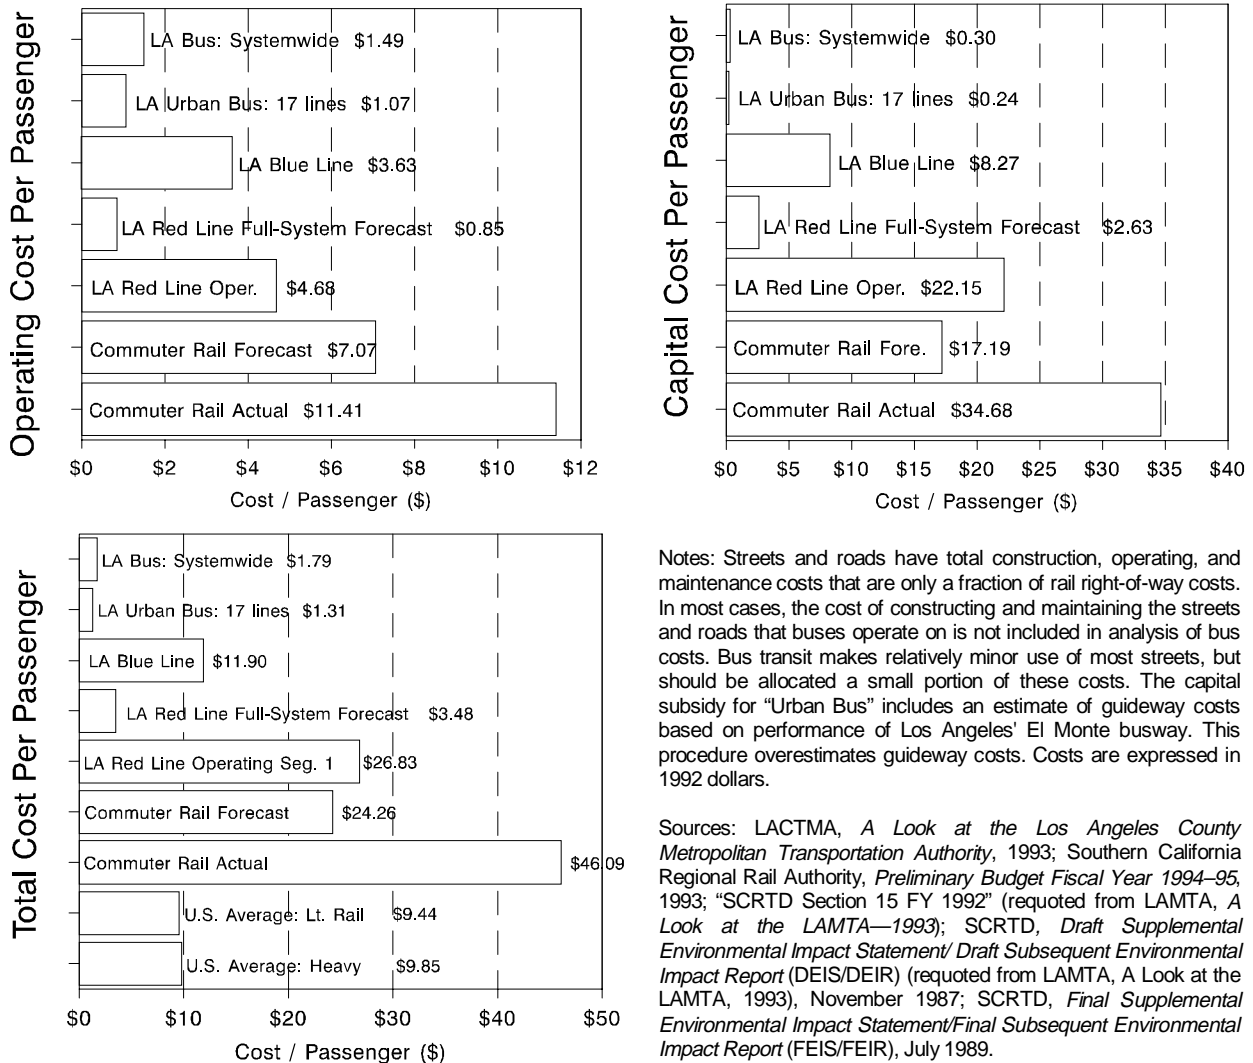 Operating Cost Per Passenger
LA Bus: Systemwide $1.49
LA Urban Bus: 17 lines $1.07
LA Blue Line $3.63
LA Red Line Full-System Forecast $0.85
LA Red Line Oper. $4.68
Commuter Rail Forecast $7.07
Commuter Rail Actual $11.41
$0 $2 $4 $6 $8 $10 $12
Cost / Passenger ($)
Capital Cost Per Passenger
LA Bus: Systemwide $0.30
LA Urban Bus: 17 lines $0.24
LA Blue Line $8.27
LA Red Line Full-System Forecast $2.63
LA Red Line Oper. $22.15
Commuter Rail Fore. $17.19
Commuter Rail Actual $34.68
$0 $5 $10 $15 $20 $25 $30 $35 $40
Cost / Passenger ($)
Total Cost Per Passenger
LA Bus: Systemwide $1.79
LA Urban Bus: 17 lines $1.31
LA Blue Line $11.90
LA Red Line Full-System Forecast $3.48
LA Red Line Operating Seg. 1 $26.83
Commuter Rail Forecast $24.26
Commuter Rail Actual $46.09
U.S. Average: Lt. Rail $9.44
U.S. Average: Heavy $9.85
$0 $10 $20 $30 $40 $50
Cost / Passenger ($)
Notes: Streets and roads have total construction, operating, and
maintenance costs that are only a fraction of rail right-of-way costs.
In most cases, the cost of constructing and maintaining the streets
and roads that buses operate on is not included in analysis of bus
costs. Bus transit makes relatively minor use of most streets, but
should be allocated a small portion of these costs. The capital
subsidy for “Urban Bus” includes an estimate of guideway costs
based on performance of Los Angeles' El Monte busway. This
procedure overestimates guideway costs. Costs are expressed in
1992 dollars.
Sources: LACTMA, A Look at the Los Angeles County
Metropolitan Transportation Authority, 1993; Southern California
Regional Rail Authority, Preliminary Budget Fiscal Year 1994–95,
1993; “SCRTD Section 15 FY 1992” (requoted from LAMTA, A
Look at the LAMTA—1993); SCRTD, Draft Supplemental
Environmental Impact Statement/ Draft Subsequent Environmental
Impact Report (DEIS/DEIR) (requoted from LAMTA, A Look at the
LAMTA, 1993), November 1987; SCRTD, Final Supplemental
Environmental Impact Statement/Final Subsequent Environmental
Impact Report (FEIS/FEIR), July 1989.